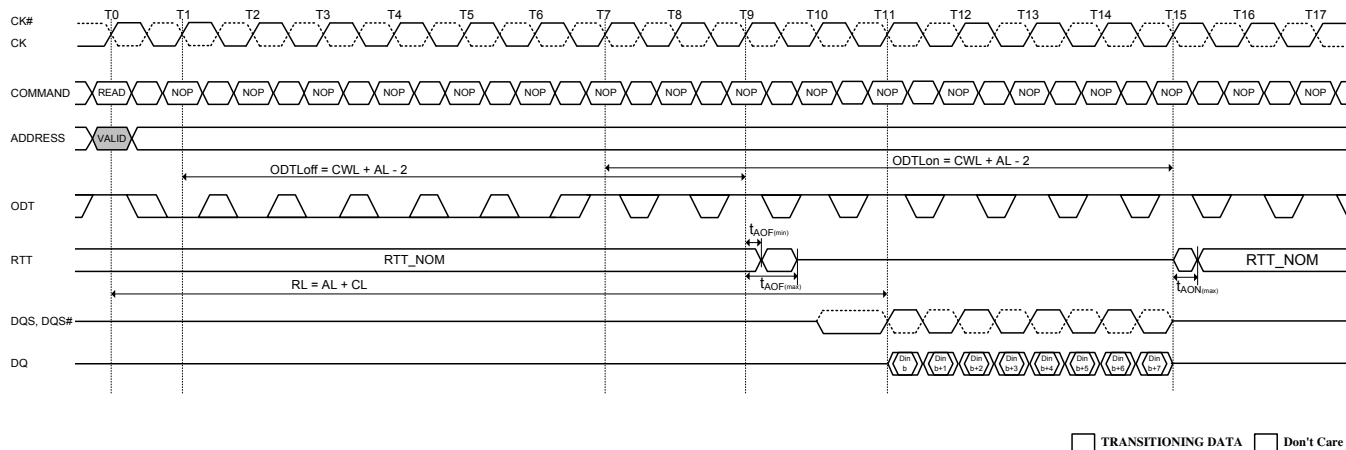 T0 T1 T2 T3 T4 T5 T6 T7 T8 T9 T10 T11 T12 T13 T14 T15 T16 T17
CK#
CK
COMMAND READ NOP NOP NOP NOP NOP NOP NOP NOP NOP NOP NOP NOP NOP NOP NOP NOP NOP
ADDRESS VALID
ODTLoff = CWL + AL - 2 ODTLon = CWL + AL - 2
ODT
tAOF(min)
RTT RTT_NOM RTT_NOM
tAOF(max) tAON(max)
RL = AL + CL
DQS, DQS#
DQ Din b Din b+1 Din b+2 Din b+3 Din b+4 Din b+5 Din b+6 Din b+7
TRANSITIONING DATA Don't Care